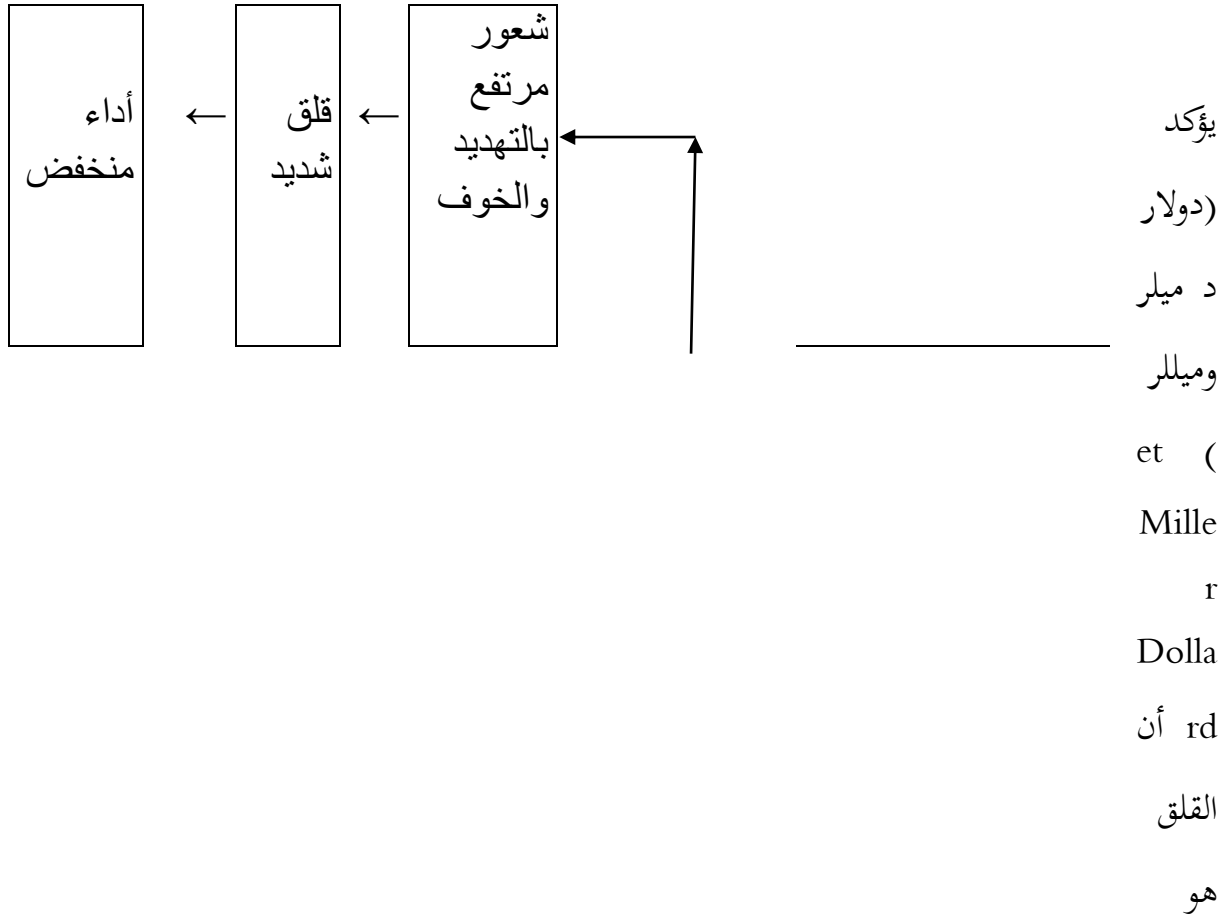 شعور
مرتفع
بالتهديد
والخوف
←
قلق
شديد
←
أداء
منخفض
يؤكد
(دولار
د ميلر
وميللر
et (
Mille
r
Dolla
rd أن
القلق
هو